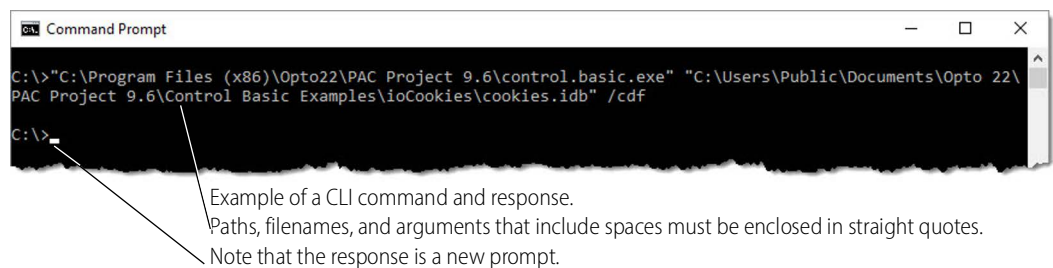 Command Prompt
C:\>"C:\Program Files (x86)\Opto22\PAC Project 9.6\control.basic.exe" "C:\Users\Public\Documents\Opto 22\
PAC Project 9.6\Control Basic Examples\ioCookies\cookies.idb" /cdf
C:\>
Example of a CLI command and response.
Paths, filenames, and arguments that include spaces must be enclosed in straight quotes.
Note that the response is a new prompt.